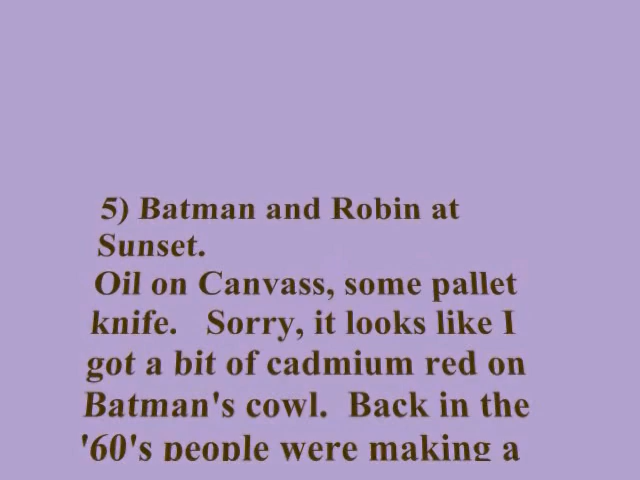 5) Batman and Robin at
Sunset.
Oil on Canvass, some pallet
knife.   Sorry, it looks like I
got a bit of cadmium red on
Batman's cowl.  Back in the
'60's people were making a